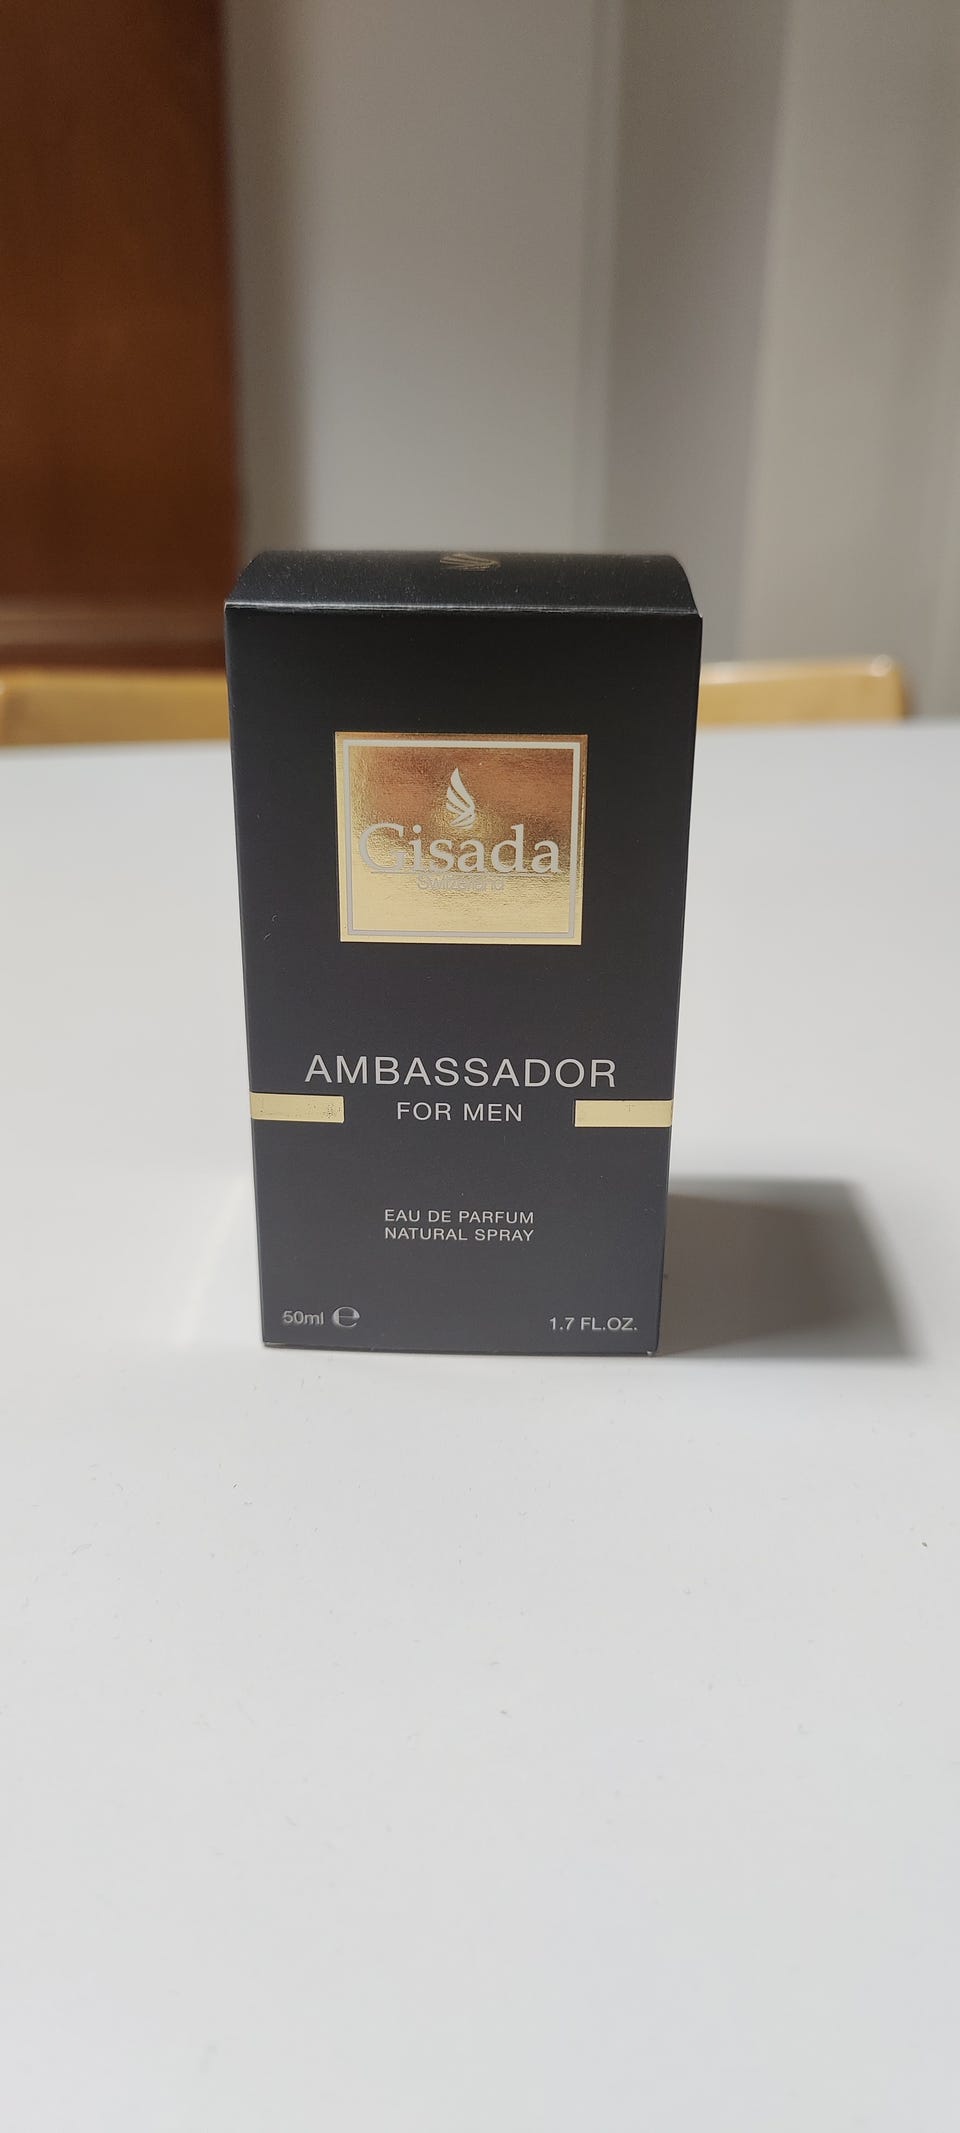 Gisada
Switzerland
AMBASSADOR
FOR MEN
EAU DE PARFUM
NATURAL SPRAY
50ml ℮
1.7 FL.OZ.